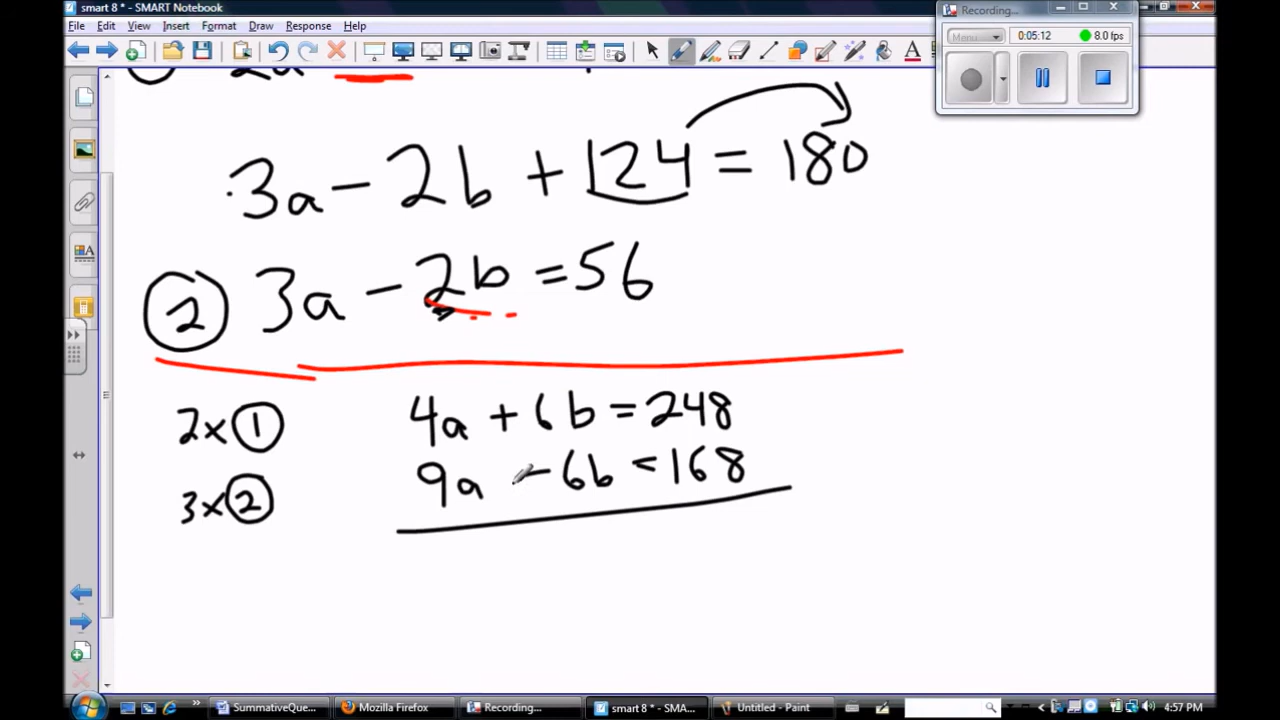 smart 8 * - SMART Notebook
Recording...
File Edit View Insert Format Draw Response Help
Menu...
0:05:12
8.0 fps
A
2a
3a - 2b + 124 = 180
2 3a - 2b = 56
2 x 1 4a + 6b = 248
3 x 2 9a - 6b = 168
SummativeQue...
Mozilla Firefox
Recording...
smart 8 * - SMA...
Untitled - Paint
4:57 PM